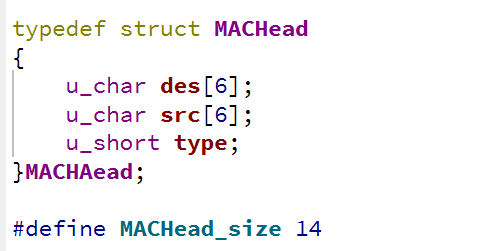 typedef struct MACHead
{
    u_char des[6];
    u_char src[6];
    u_short type;
}MACHAead;
#define MACHead_size 14